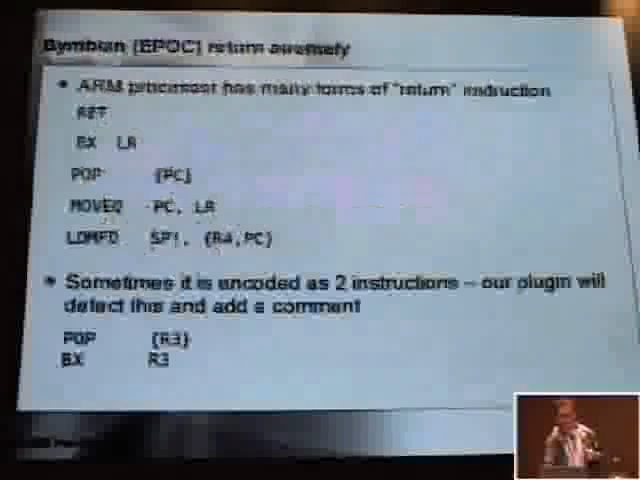 Symbian [EPOC] return anomaly
• ARM processor has many forms of "return" instruction
RET
BX LR
POP {PC}
MOVEQ PC, LR
LDMFD SP!, {R4,PC}
• Sometimes it is encoded as 2 instructions – our plugin will
detect this and add a comment
POP {R3}
BX R3